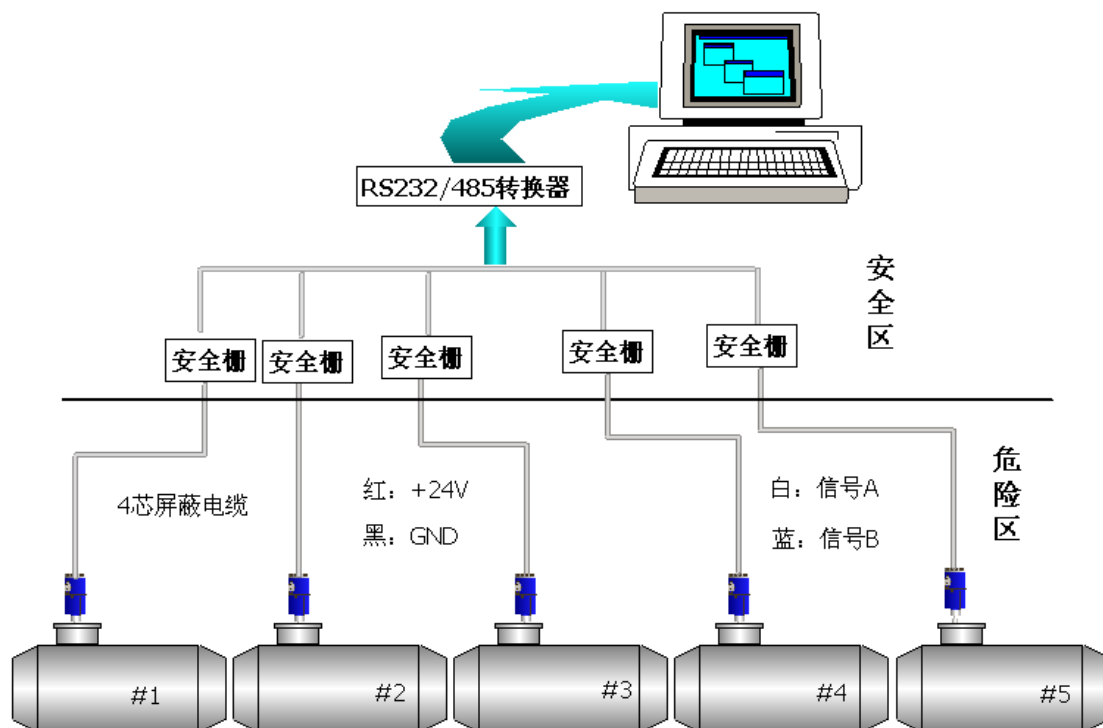 RS232/485转换器
安全区
安全栅
安全栅
安全栅
安全栅
安全栅
危险区
4芯屏蔽电缆
红：+24V
黑：GND
白：信号A
蓝：信号B
#1
#2
#3
#4
#5